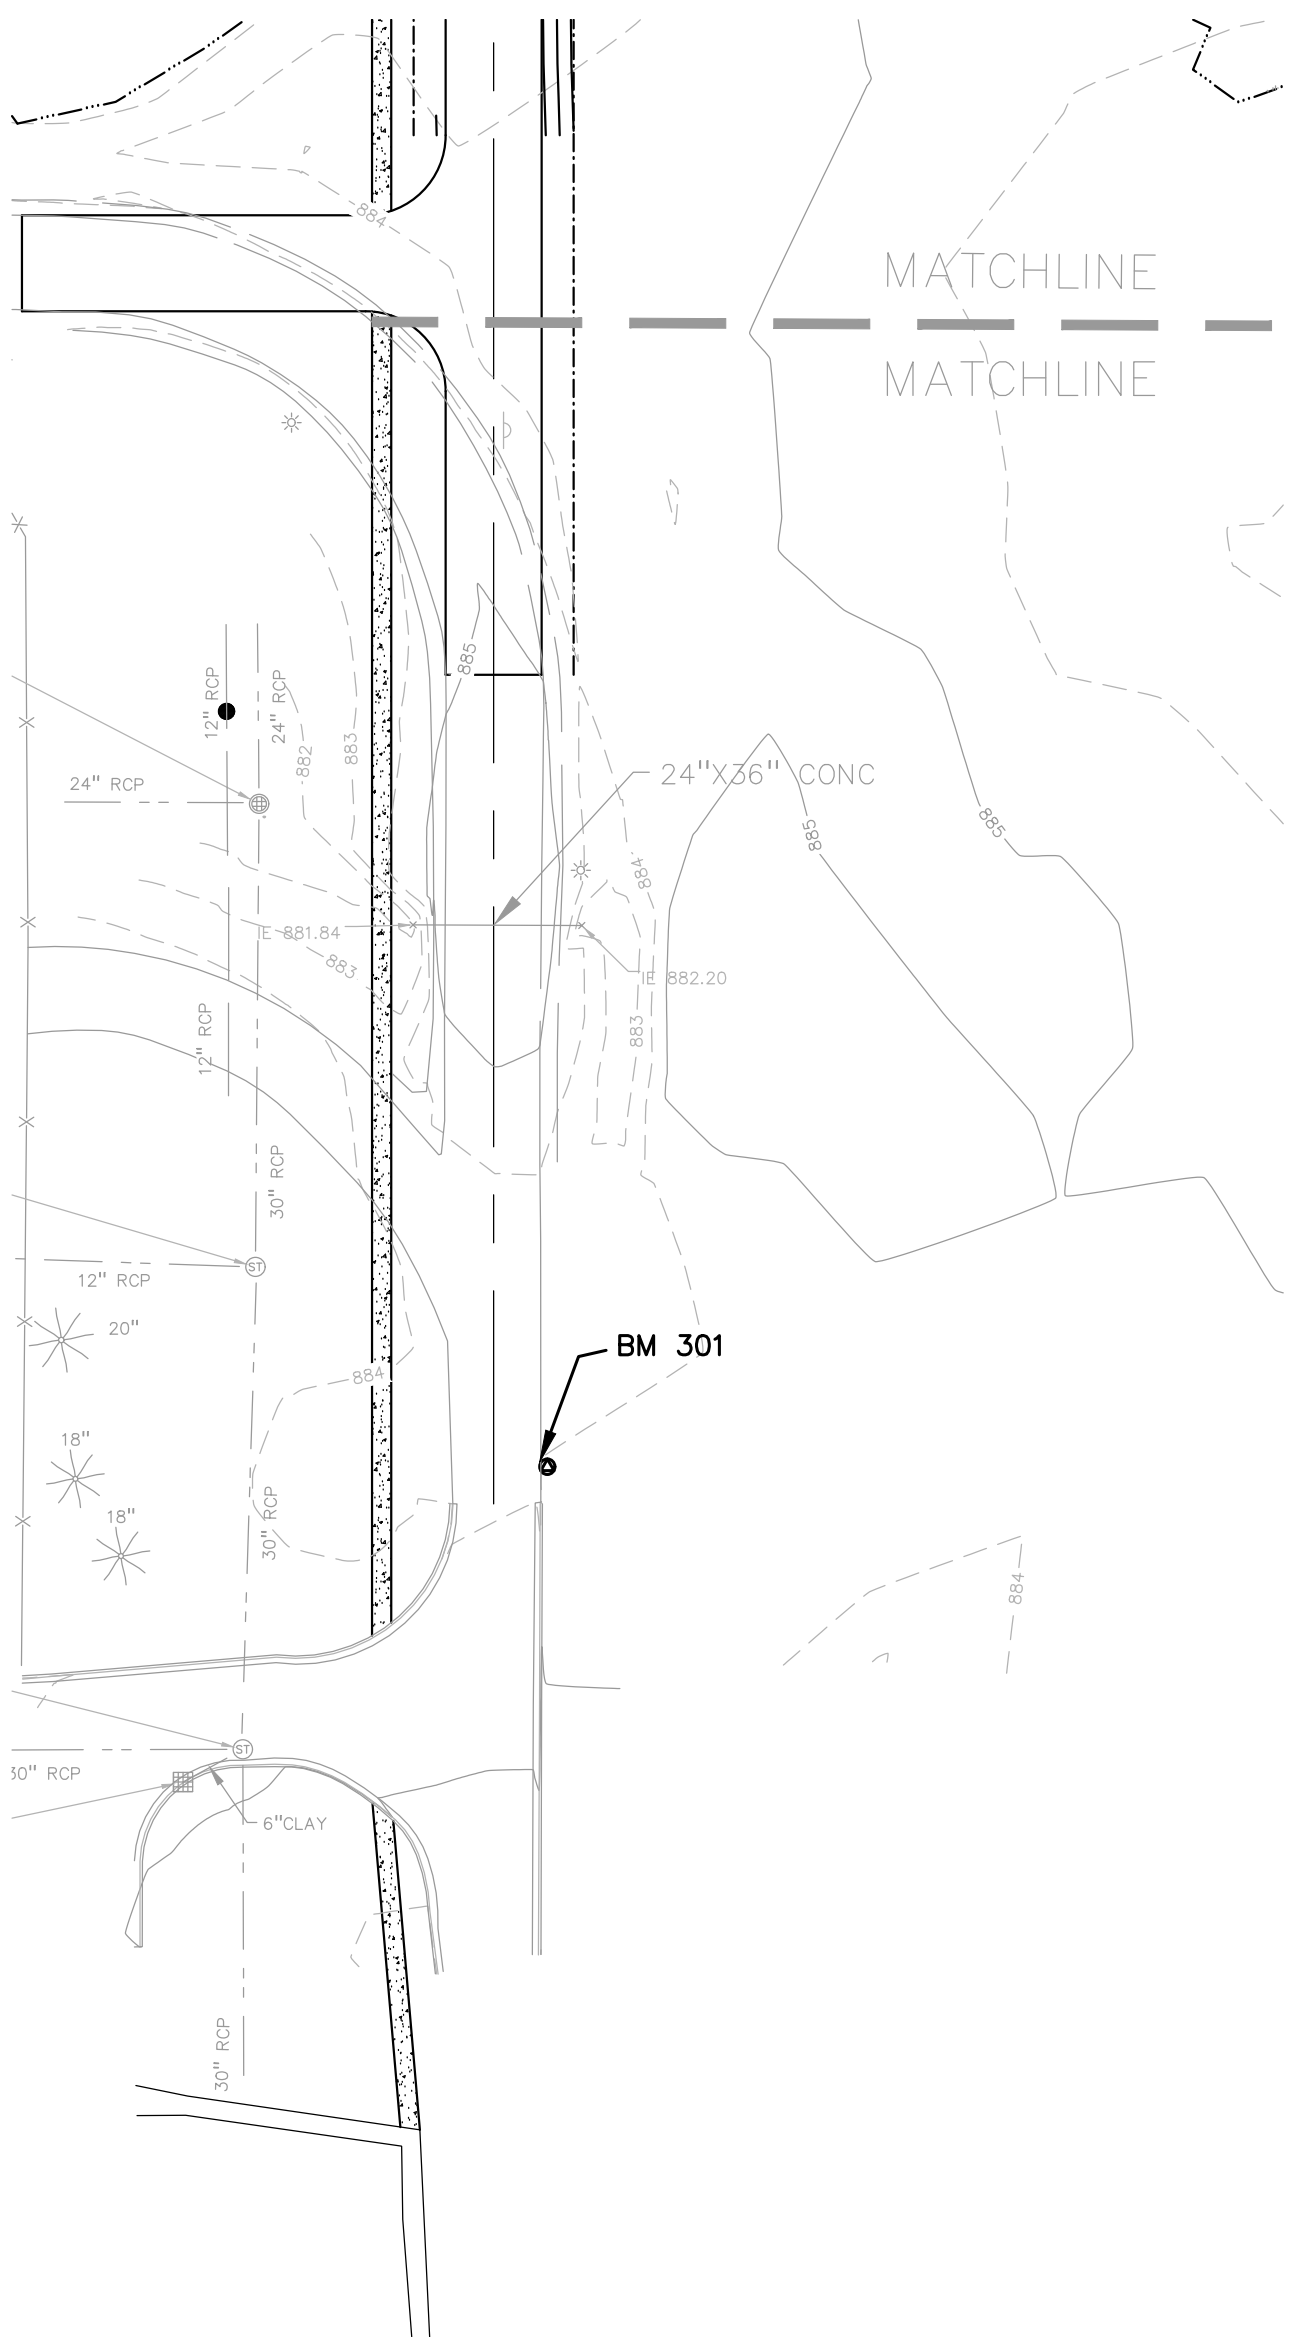 884
MATCHLINE
MATCHLINE
885
12" RCP
24" RCP
882
883
24" RCP
24"X36" CONC
885
885
884
IE 881.84
883
IE 882.20
883
12" RCP
30" RCP
ST
12" RCP
20"
BM 301
884
18"
30" RCP
18"
884
ST
30" RCP
6"CLAY
30" RCP